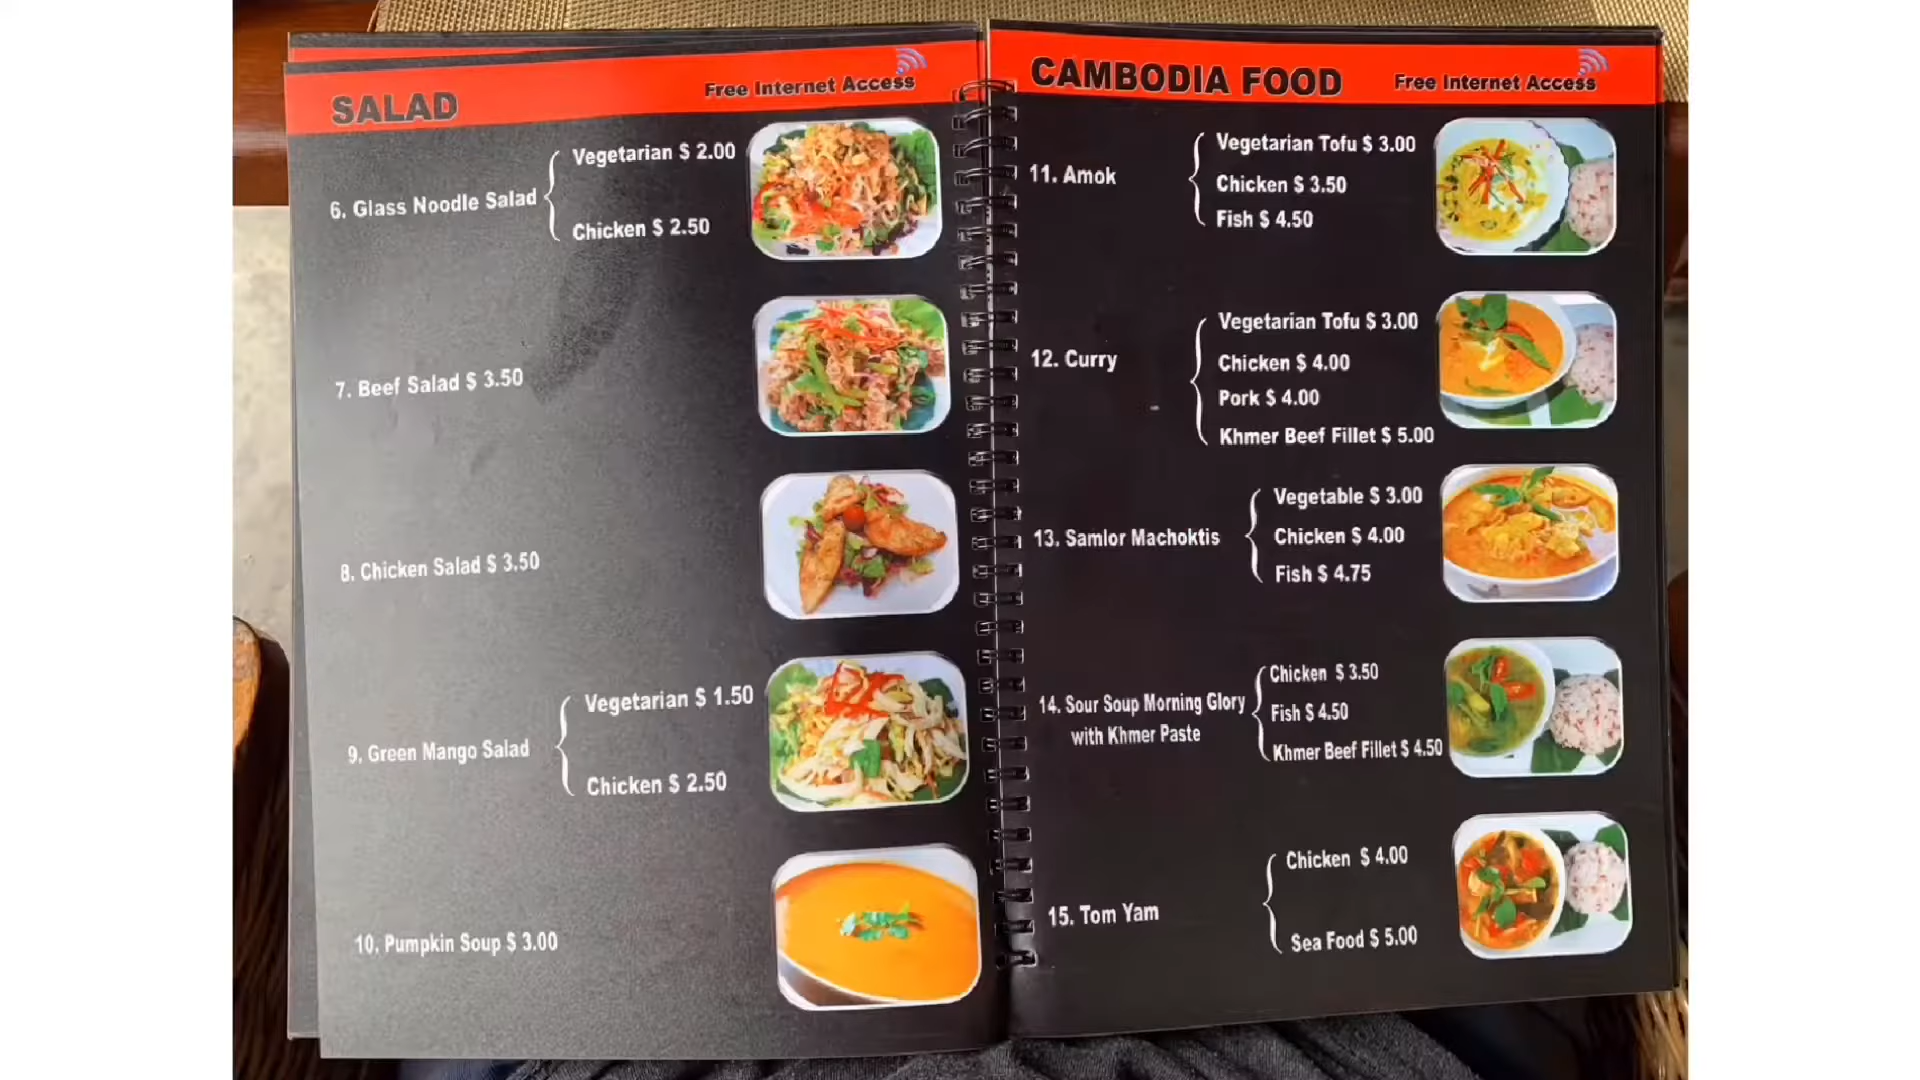 SALAD
Free Internet Access
6. Glass Noodle Salad
Vegetarian $ 2.00
Chicken $ 2.50
7. Beef Salad $ 3.50
8. Chicken Salad $ 3.50
9. Green Mango Salad
Vegetarian $ 1.50
Chicken $ 2.50
10. Pumpkin Soup $ 3.00
CAMBODIA FOOD
Free Internet Access
11. Amok
Vegetarian Tofu $ 3.00
Chicken $ 3.50
Fish $ 4.50
12. Curry
Vegetarian Tofu $ 3.00
Chicken $ 4.00
Pork $ 4.00
Khmer Beef Fillet $ 5.00
13. Samlor Machoktis
Vegetable $ 3.00
Chicken $ 4.00
Fish $ 4.75
14. Sour Soup Morning Glory
with Khmer Paste
Chicken $ 3.50
Fish $ 4.50
Khmer Beef Fillet $ 4.50
15. Tom Yam
Chicken $ 4.00
Sea Food $ 5.00